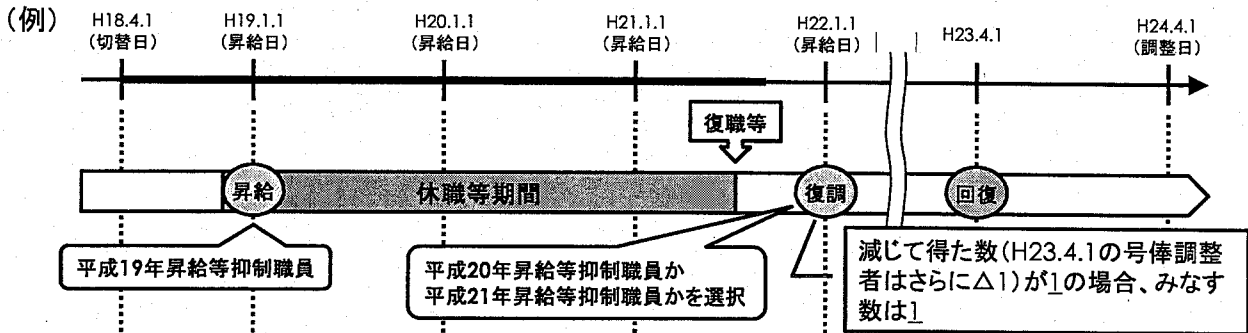 (例)
H18.4.1
(切替日)
H19.1.1
(昇給日)
H20.1.1
(昇給日)
H21.1.1
(昇給日)
H22.1.1
(昇給日)
H23.4.1
H24.4.1
(調整日)
復職等
昇給
休職等期間
復調
回復
平成19年昇給等抑制職員
平成20年昇給等抑制職員か
平成21年昇給等抑制職員かを選択
減じて得た数(H23.4.1の号俸調整
者はさらに△1)が1の場合、みなす
数は1